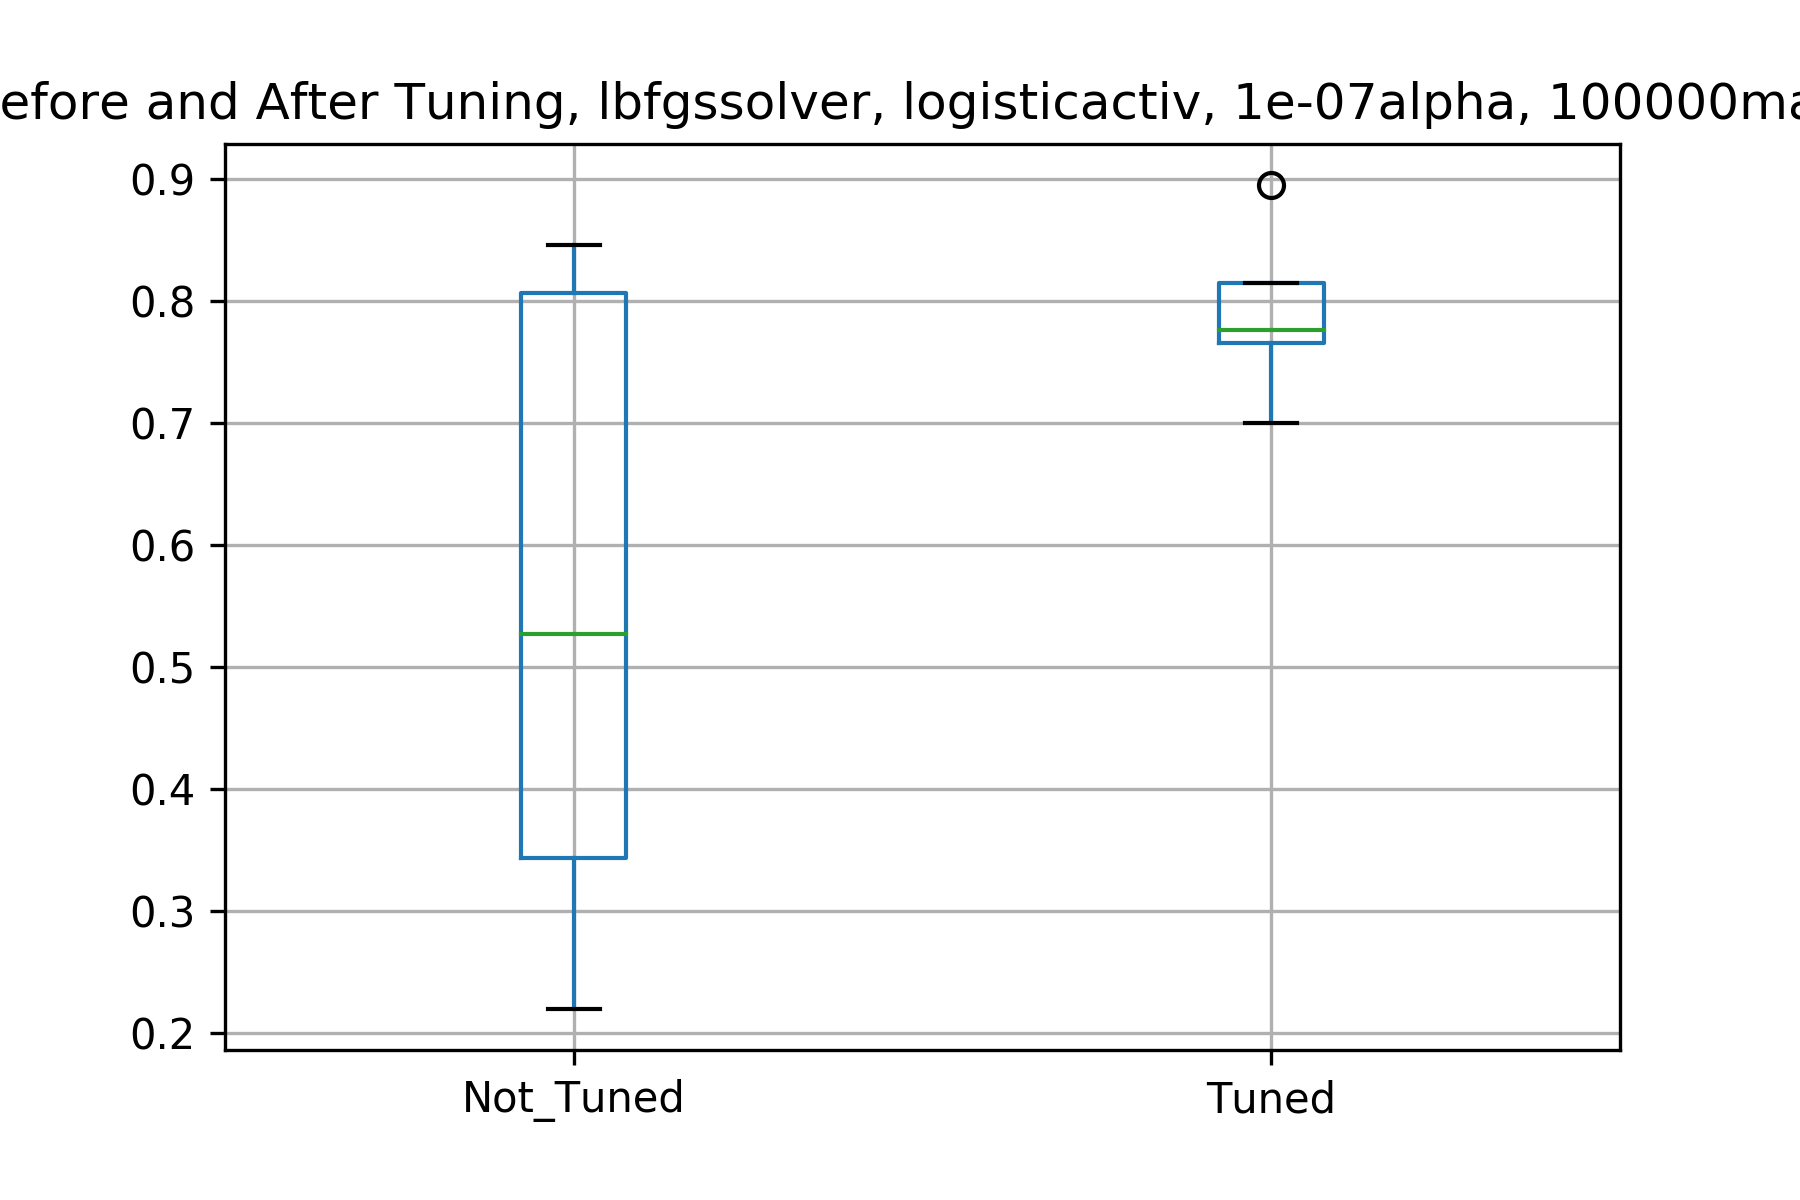 efore and After Tuning, lbfgssolver, logisticactiv, 1e-07alpha, 100000ma
0.9
0.8
0.7
0.6
0.5
0.4
0.3
0.2
Not_Tuned
Tuned